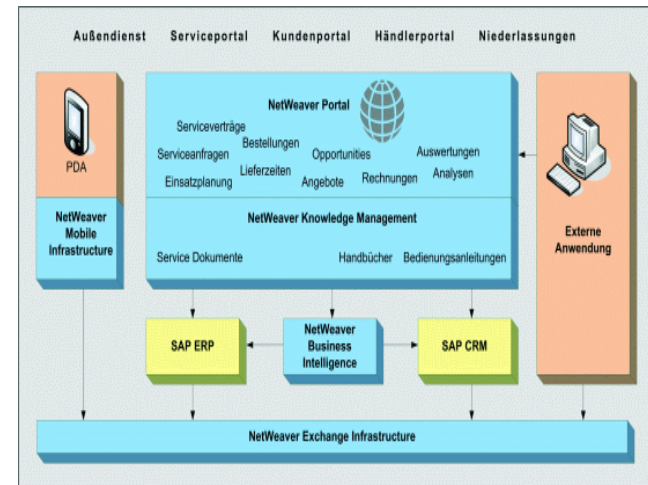 Außendienst Serviceportal Kundenportal Händlerportal Niederlassungen
PDA
NetWeaver
Mobile
Infrastructure
NetWeaver Portal
Serviceverträge
Bestellungen
Serviceanfragen
Opportunities
Auswertungen
Lieferzeiten
Einsatzplanung
Angebote
Rechnungen
Analysen
NetWeaver Knowledge Management
Service Dokumente
Handbücher
Bedienungsanleitungen
Externe
Anwendung
SAP ERP
NetWeaver
Business
Intelligence
SAP CRM
NetWeaver Exchange Infrastructure